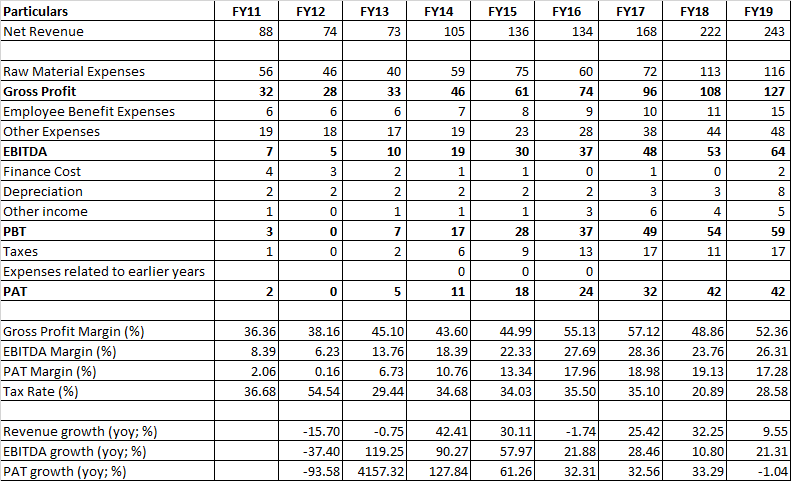 Particulars FY11 FY12 FY13 FY14 FY15 FY16 FY17 FY18 FY19
Net Revenue 88 74 73 105 136 134 168 222 243
Raw Material Expenses 56 46 40 59 75 60 72 113 116
Gross Profit 32 28 33 46 61 74 96 108 127
Employee Benefit Expenses 6 6 6 7 8 9 10 11 15
Other Expenses 19 18 17 19 23 28 38 44 48
EBITDA 7 5 10 19 30 37 48 53 64
Finance Cost 4 3 2 1 1 0 1 0 2
Depreciation 2 2 2 2 2 2 3 3 8
Other income 1 0 1 1 1 3 6 4 5
PBT 3 0 7 17 28 37 49 54 59
Taxes 1 0 2 6 9 13 17 11 17
Expenses related to earlier years 0 0 0
PAT 2 0 5 11 18 24 32 42 42
Gross Profit Margin (%) 36.36 38.16 45.10 43.60 44.99 55.13 57.12 48.86 52.36
EBITDA Margin (%) 8.39 6.23 13.76 18.39 22.33 27.69 28.36 23.76 26.31
PAT Margin (%) 2.06 0.16 6.73 10.76 13.34 17.96 18.98 19.13 17.28
Tax Rate (%) 36.68 54.54 29.44 34.68 34.03 35.50 35.10 20.89 28.58
Revenue growth (yoy; %) -15.70 -0.75 42.41 30.11 -1.74 25.42 32.25 9.55
EBITDA growth (yoy; %) -37.40 119.25 90.27 57.97 21.88 28.46 10.80 21.31
PAT growth (yoy; %) -93.58 4157.32 127.84 61.26 32.31 32.56 33.29 -1.04